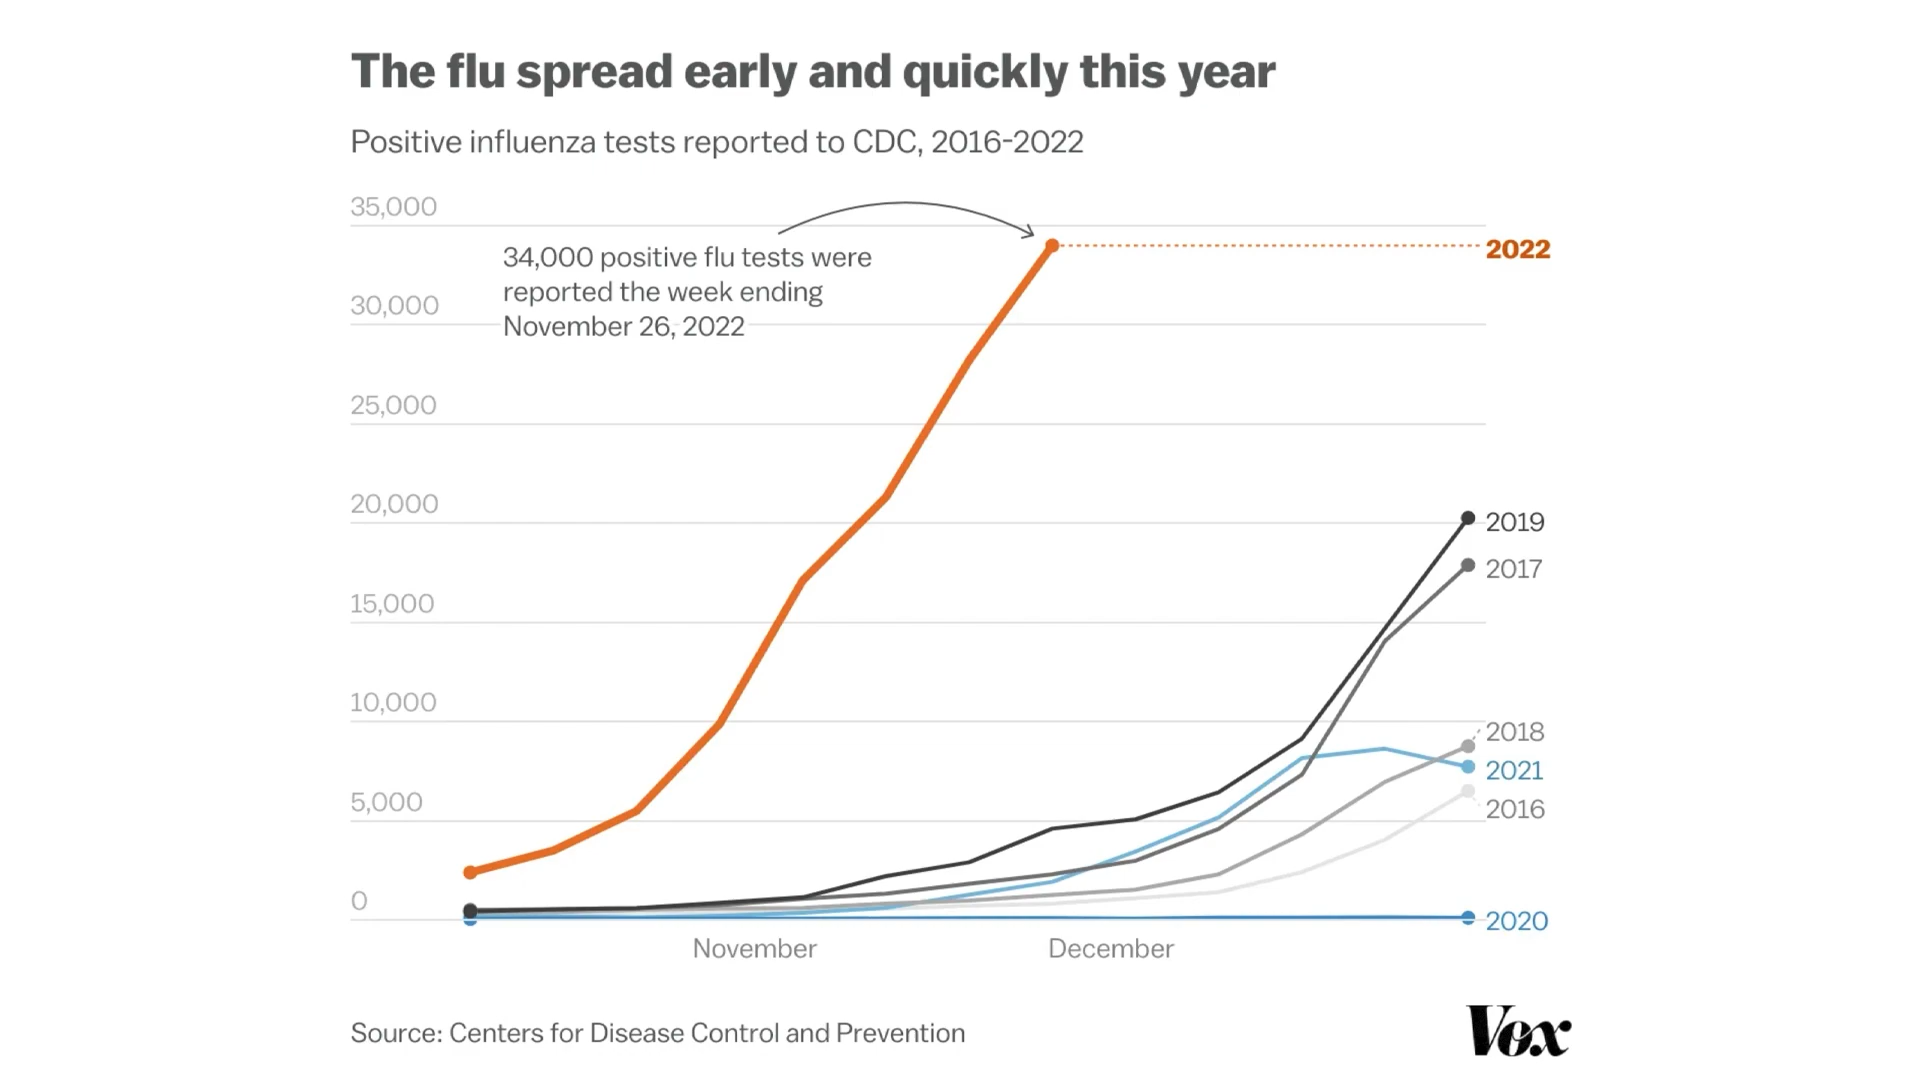 The flu spread early and quickly this year
Positive influenza tests reported to CDC, 2016-2022
35,000
34,000 positive flu tests were
reported the week ending
November 26, 2022
2022
30,000
25,000
20,000
2019
2017
15,000
10,000
2018
2021
5,000
2016
0
2020
November December
Source: Centers for Disease Control and Prevention
Vox